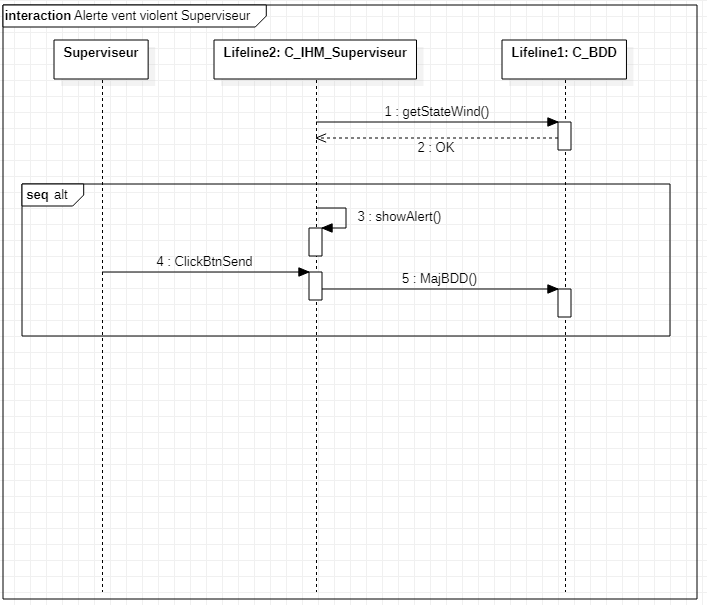 interaction Alerte vent violent Superviseur
Superviseur
Lifeline2: C_IHM_Superviseur
Lifeline1: C_BDD
1 : getStateWind()
2 : OK
seq alt
3 : showAlert()
4 : ClickBtnSend
5 : MajBDD()